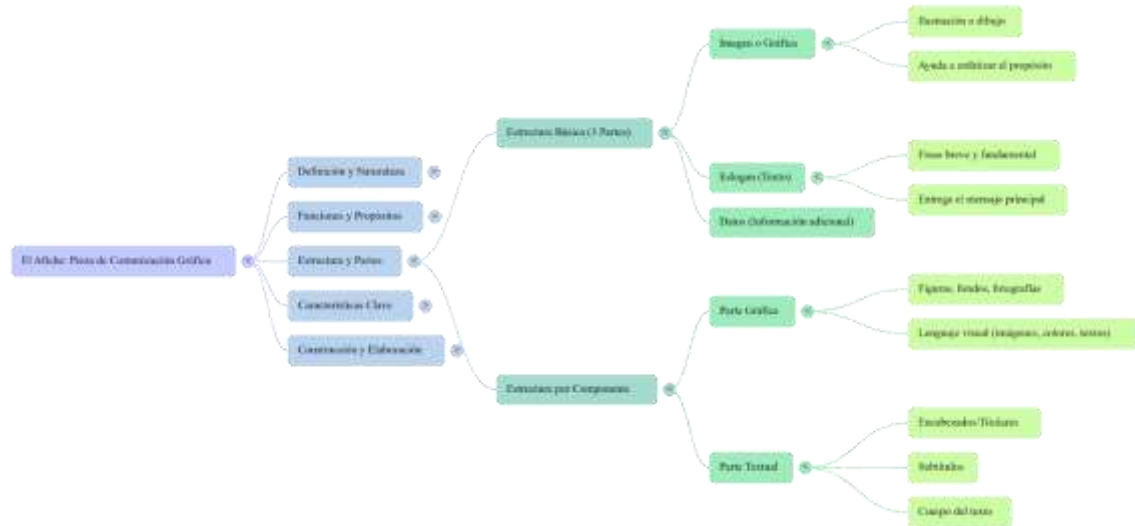 El Afiche: Pieza de Comunicación Gráfica
Definición y Naturaleza
Funciones y Propósitos
Estructura y Partes
Características Clave
Construcción y Elaboración
Estructura Básica (3 Partes)
Imagen o Gráfica
Ilustración o dibujo
Ayuda a enfatizar el propósito
Eslogan (Texto)
Frase breve y fundamental
Entrega el mensaje principal
Datos (Información adicional)
Estructura por Componente
Parte Gráfica
Figuras, fondos, fotografías
Lenguaje visual (imágenes, colores, textos)
Parte Textual
Encabezados/Titulares
Subtítulos
Cuerpo del texto